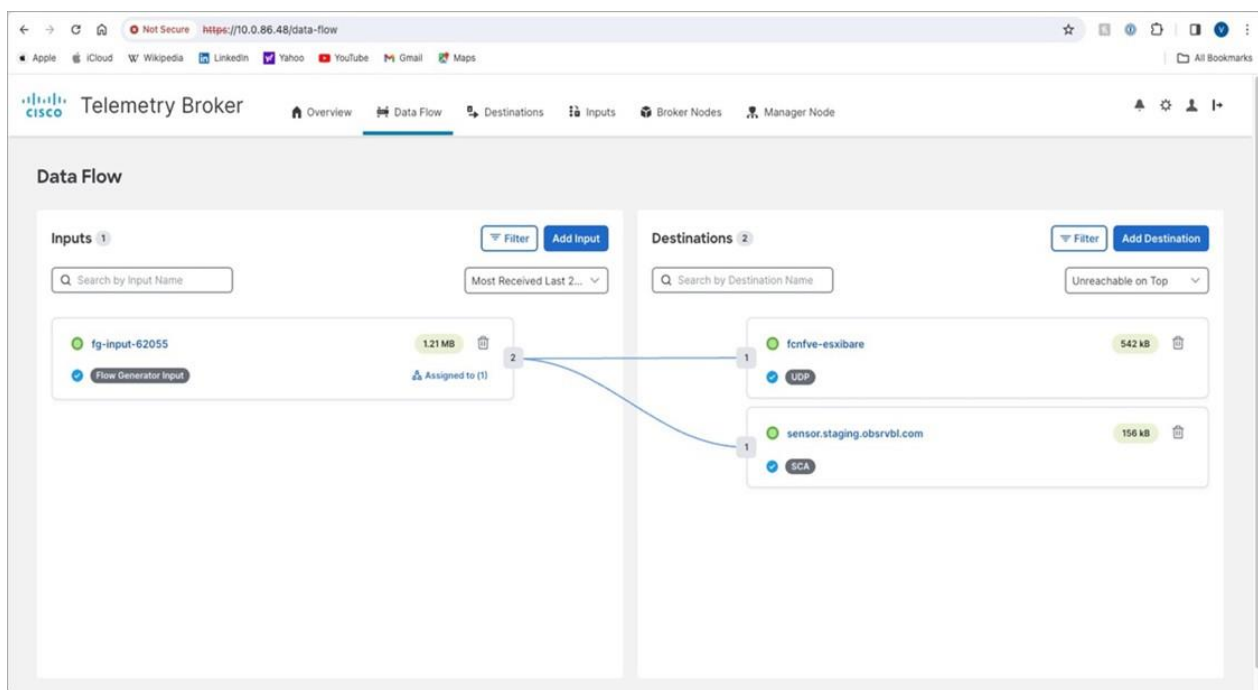 Not Secure https://10.0.86.48/data-flow
Apple iCloud Wikipedia LinkedIn Yahoo YouTube Gmail Maps All Bookmarks
CISCO Telemetry Broker Overview Data Flow Destinations Inputs Broker Nodes Manager Node
Data Flow
Inputs 1 Filter Add Input
Search by Input Name Most Received Last 2...
fg-input-62055 1.21 MB
Flow Generator Input Assigned to (1)
2
Destinations 2 Filter Add Destination
Search by Destination Name Unreachable on Top
fcnfve-esxibare 542 kB
1
UDP
sensor.staging.obsrvbl.com 156 kB
1
SCA